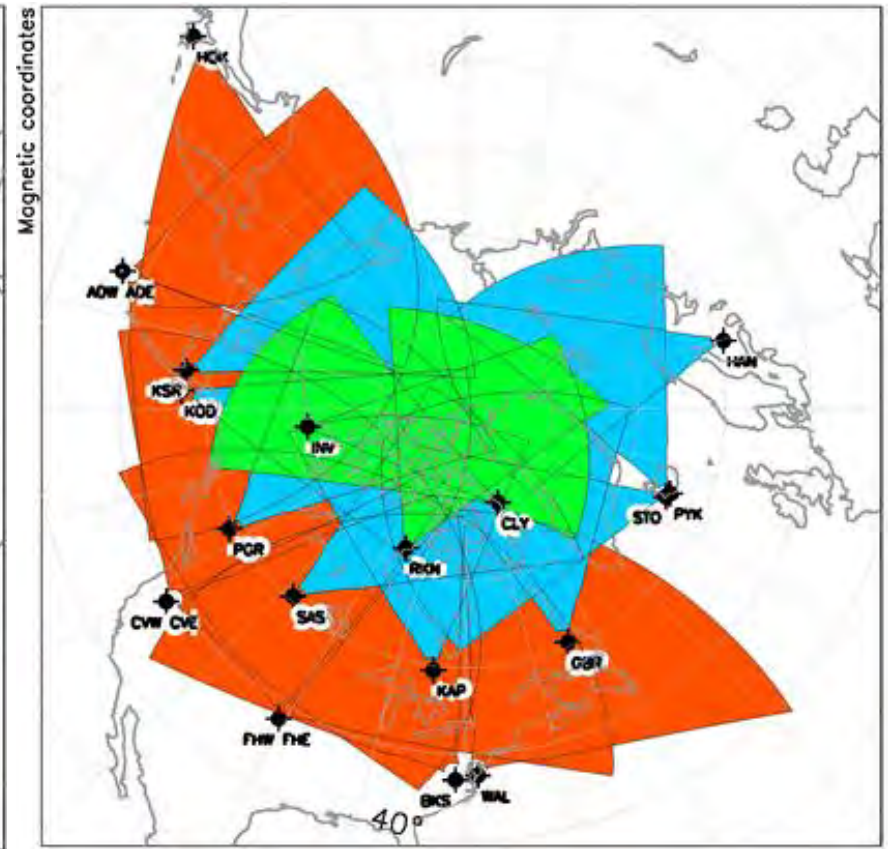 Magnetic coordinates
HOK
ADW ADE
HAN
KSR
KOD
INV
STO PYK
CLY
PGR
RKN
CVW CVE
SAS
GBR
KAP
FHW FHE
BKS WAL
40°